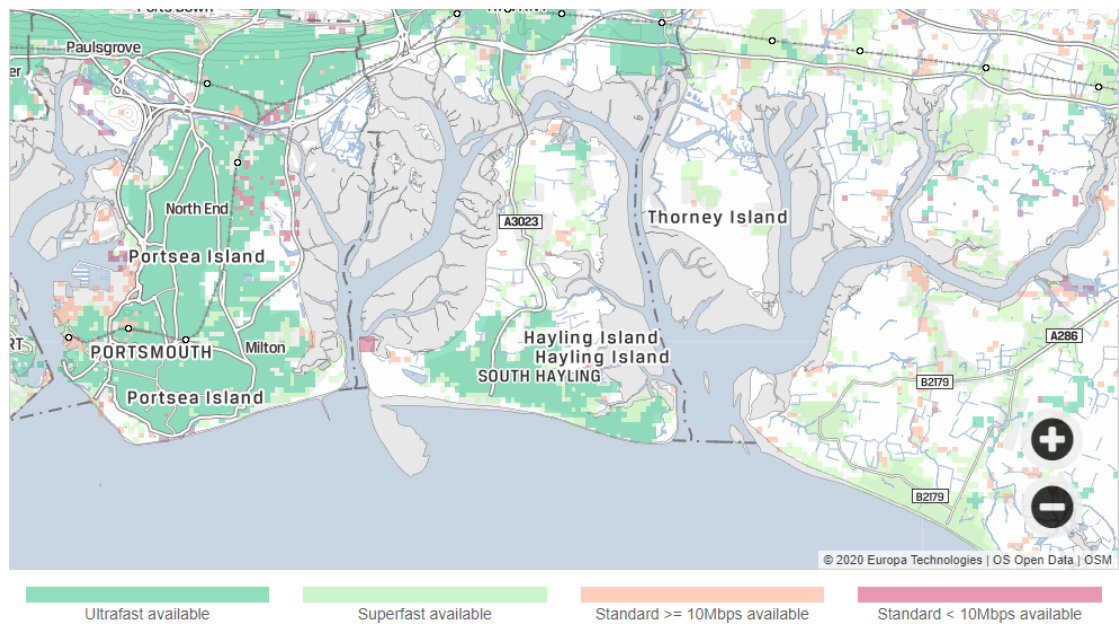 Paulsgrove
North End
A3023
Thorney Island
Portsea Island
Hayling Island
Hayling Island
A286
PORTSMOUTH
Milton
SOUTH HAYLING
B2179
Portsea Island
B2179
© 2020 Europa Technologies | OS Open Data | OSM
Ultrafast available
Superfast available
Standard >= 10Mbps available
Standard < 10Mbps available